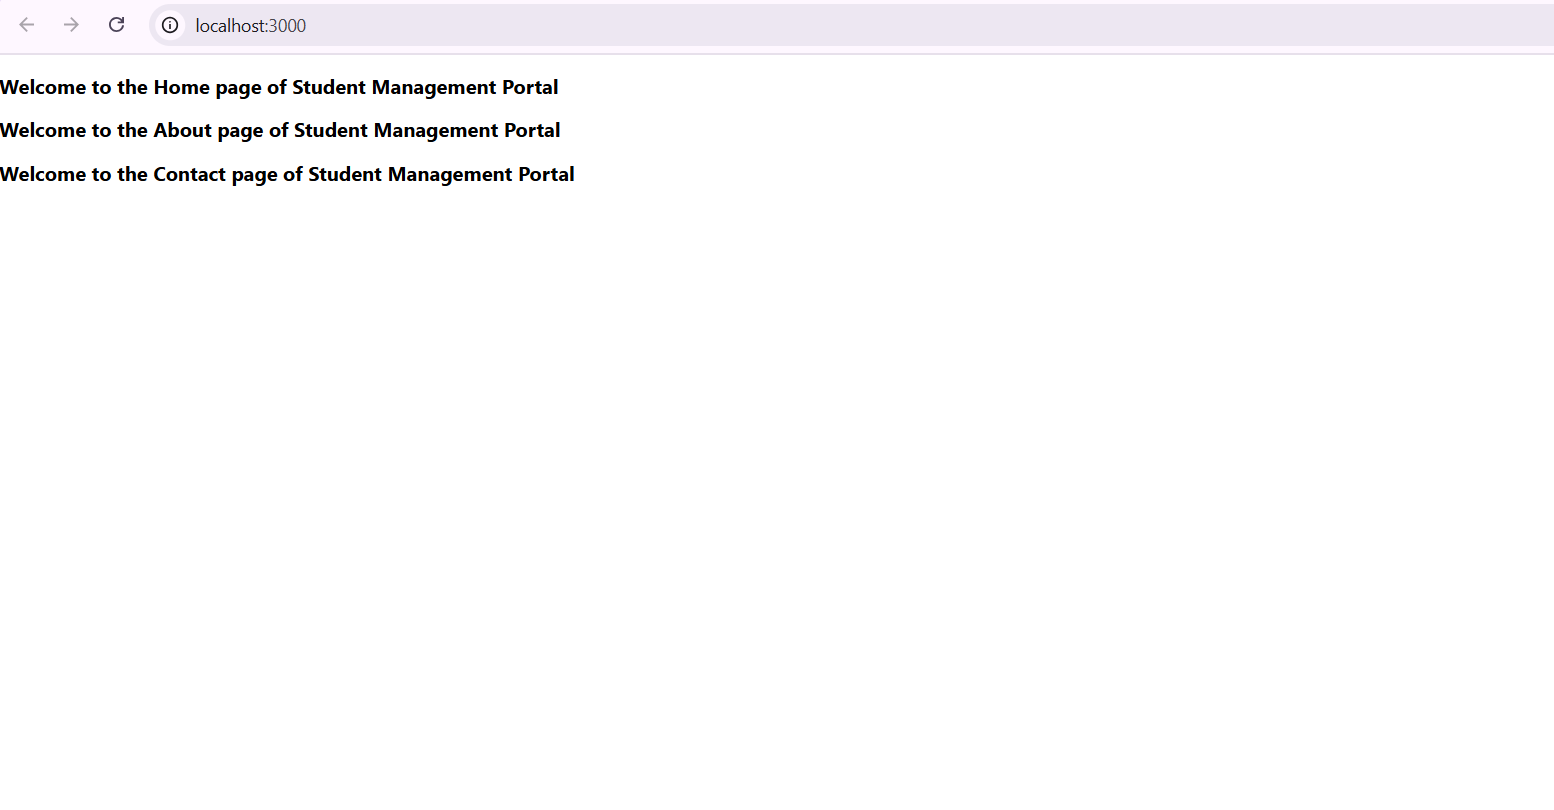 localhost:3000
Welcome to the Home page of Student Management Portal
Welcome to the About page of Student Management Portal
Welcome to the Contact page of Student Management Portal